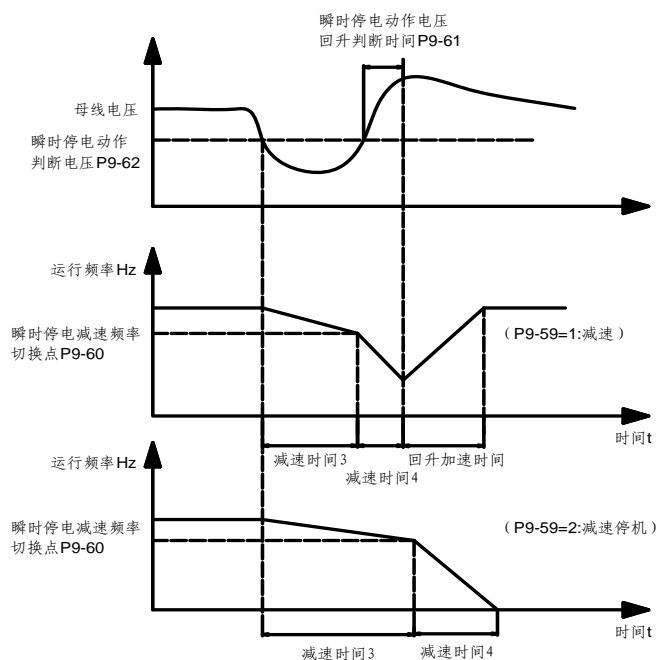 瞬时停电动作电压
回升判断时间P9-61
母线电压
瞬时停电动作
判断电压P9-62
运行频率Hz
瞬时停电减速频率
切换点P9-60
(P9-59=1:减速)
时间t
减速时间3
回升加速时间
减速时间4
运行频率Hz
瞬时停电减速频率
切换点P9-60
(P9-59=2:减速停机)
时间t
减速时间3
减速时间4